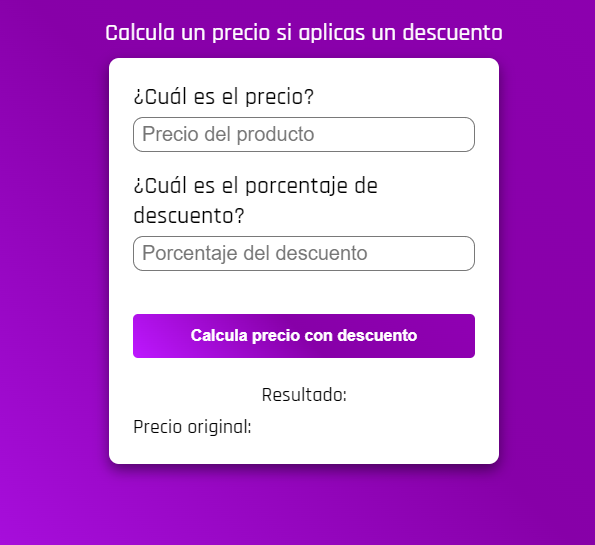 Calcula un precio si aplicas un descuento
¿Cuál es el precio?
Precio del producto
¿Cuál es el porcentaje de
descuento?
Porcentaje del descuento
Calcula precio con descuento
Resultado:
Precio original: